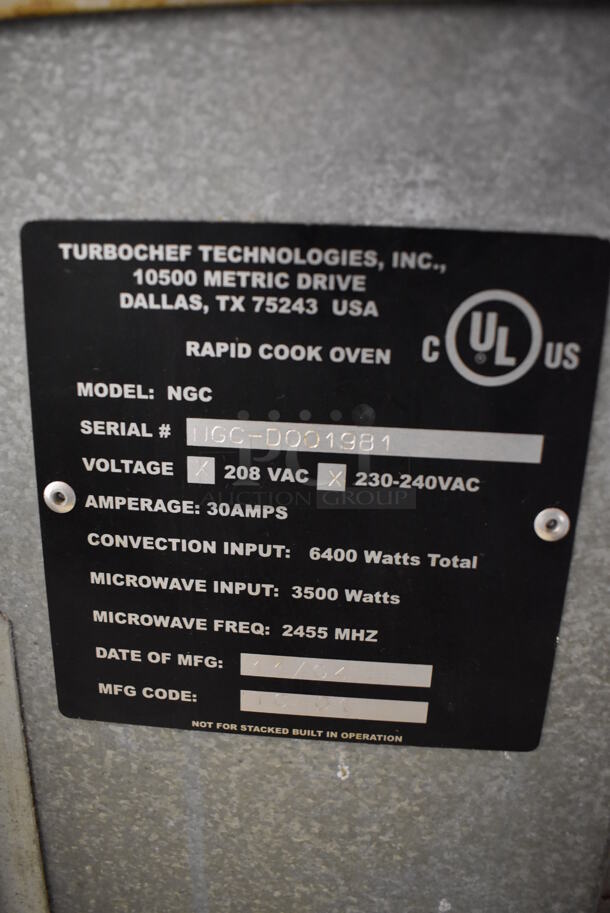 TURBOCHEF TECHNOLOGIES, INC.,
10500 METRIC DRIVE
DALLAS, TX 75243 USA
RAPID COOK OVEN
C UL® US
MODEL: NGC
SERIAL # NGC-D001981
VOLTAGE X 208 VAC X 230-240VAC
AUCTION GROUP
AMPERAGE: 30AMPS
CONVECTION INPUT: 6400 Watts Total
MICROWAVE INPUT: 3500 Watts
MICROWAVE FREQ: 2455 MHZ
DATE OF MFG:
MFG CODE:
NOT FOR STACKED BUILT IN OPERATION